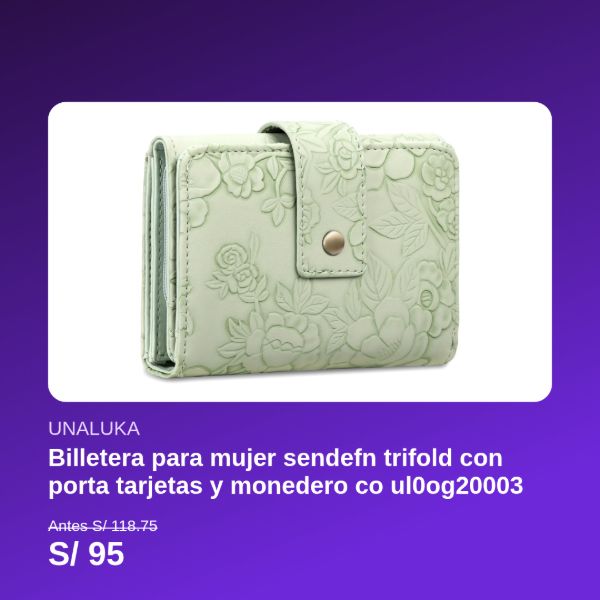 UNALUKA
Billetera para mujer sendefn trifold con
porta tarjetas y monedero co ul0og20003
Antes S/ 118.75
S/ 95